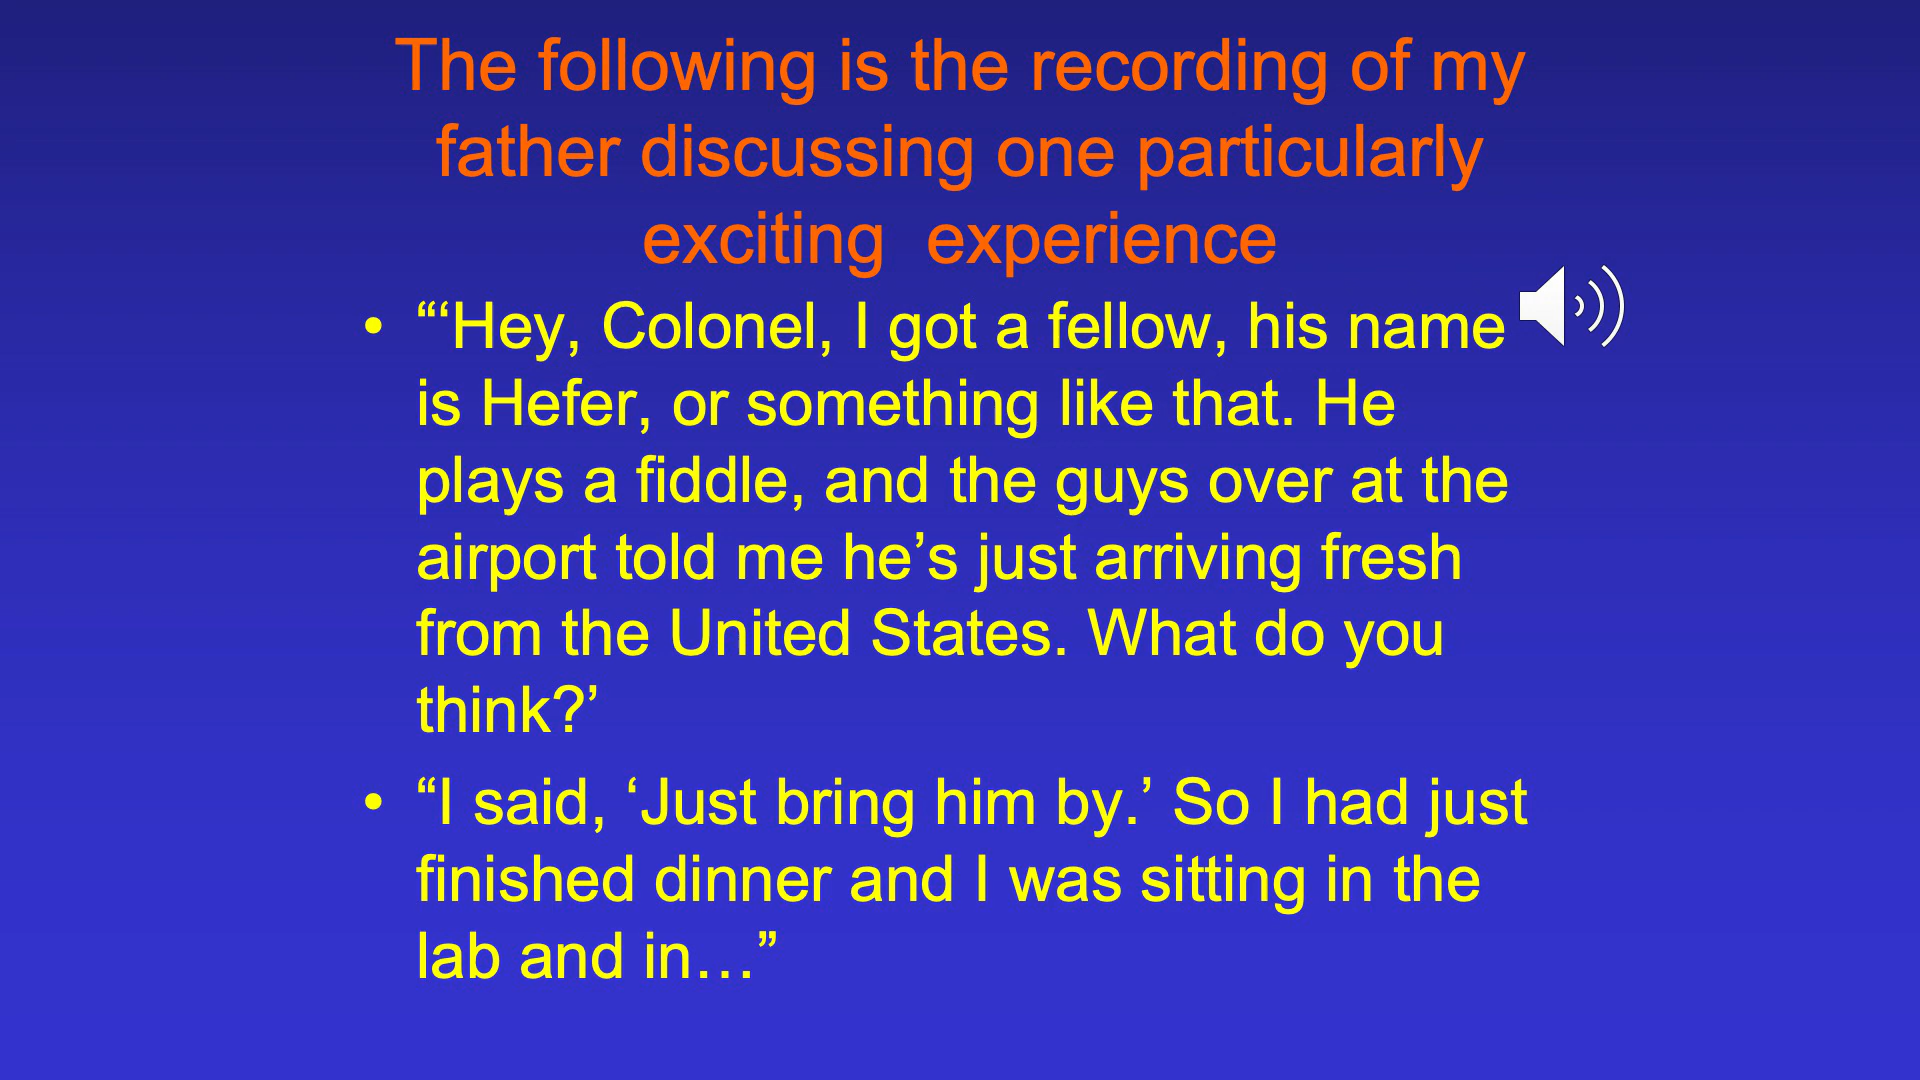 The following is the recording of my
father discussing one particularly
exciting  experience
• “‘Hey, Colonel, I got a fellow, his name
is Hefer, or something like that. He
plays a fiddle, and the guys over at the
airport told me he’s just arriving fresh
from the United States. What do you
think?’
• “I said, ‘Just bring him by.’ So I had just
finished dinner and I was sitting in the
lab and in…”